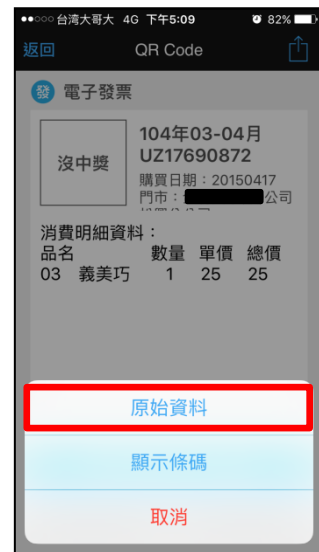 台湾大哥大 4G 下午5:09 82%
返回 QR Code
發 電子發票
沒中獎
104年03-04月
UZ17690872
購買日期：20150417
門市： 公司
消費明細資料：
品名 數量 單價 總價
03 義美巧 1 25 25
原始資料
顯示條碼
取消